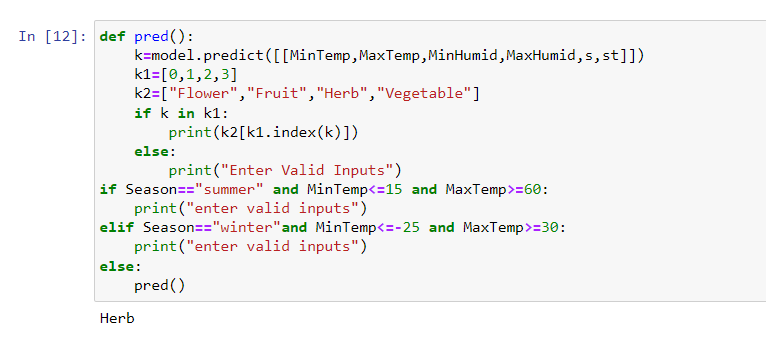 In [12]: def pred():
    k=model.predict([[MinTemp,MaxTemp,MinHumid,MaxHumid,s,st]])
    k1=[0,1,2,3]
    k2=["Flower","Fruit","Herb","Vegetable"]
    if k in k1:
        print(k2[k1.index(k)])
    else:
        print("Enter Valid Inputs")
if Season=="summer" and MinTemp<=15 and MaxTemp>=60:
    print("enter valid inputs")
elif Season=="winter"and MinTemp<=-25 and MaxTemp>=30:
    print("enter valid inputs")
else:
    pred()
Herb